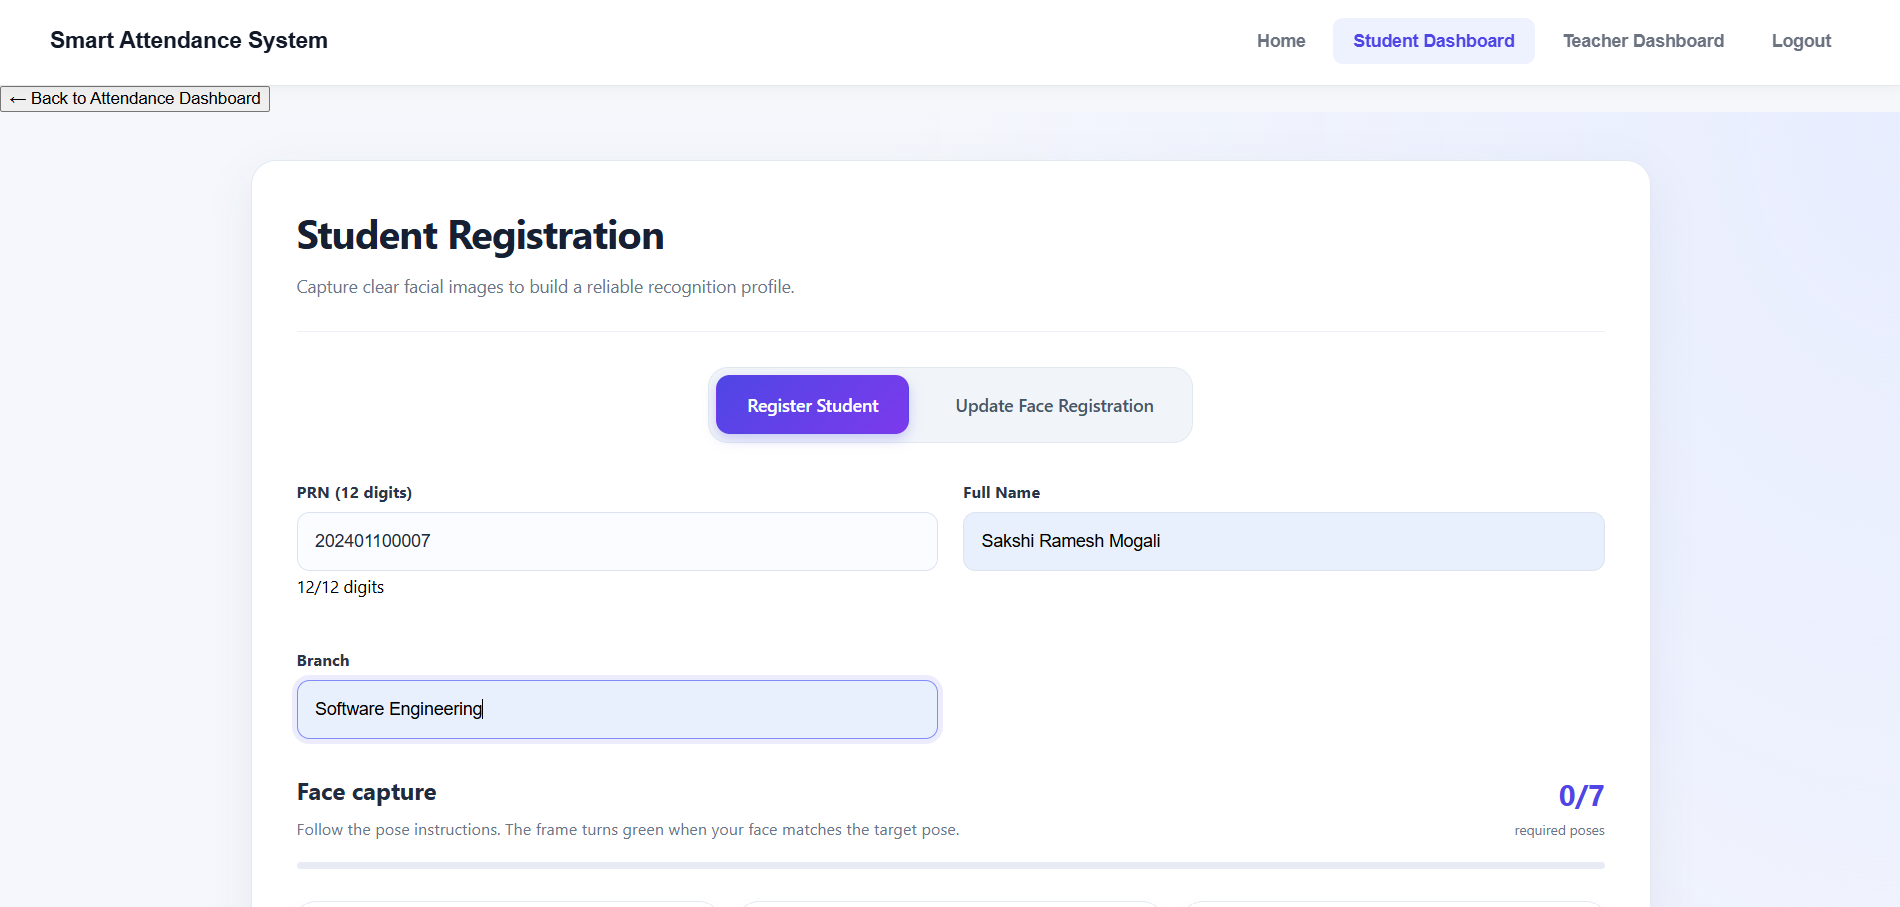 Smart Attendance System
Home
Student Dashboard
Teacher Dashboard
Logout
← Back to Attendance Dashboard
Student Registration
Capture clear facial images to build a reliable recognition profile.
Register Student
Update Face Registration
PRN (12 digits)
Full Name
202401100007
Sakshi Ramesh Mogali
12/12 digits
Branch
Software Engineering
Face capture
0/7
Follow the pose instructions. The frame turns green when your face matches the target pose.
required poses